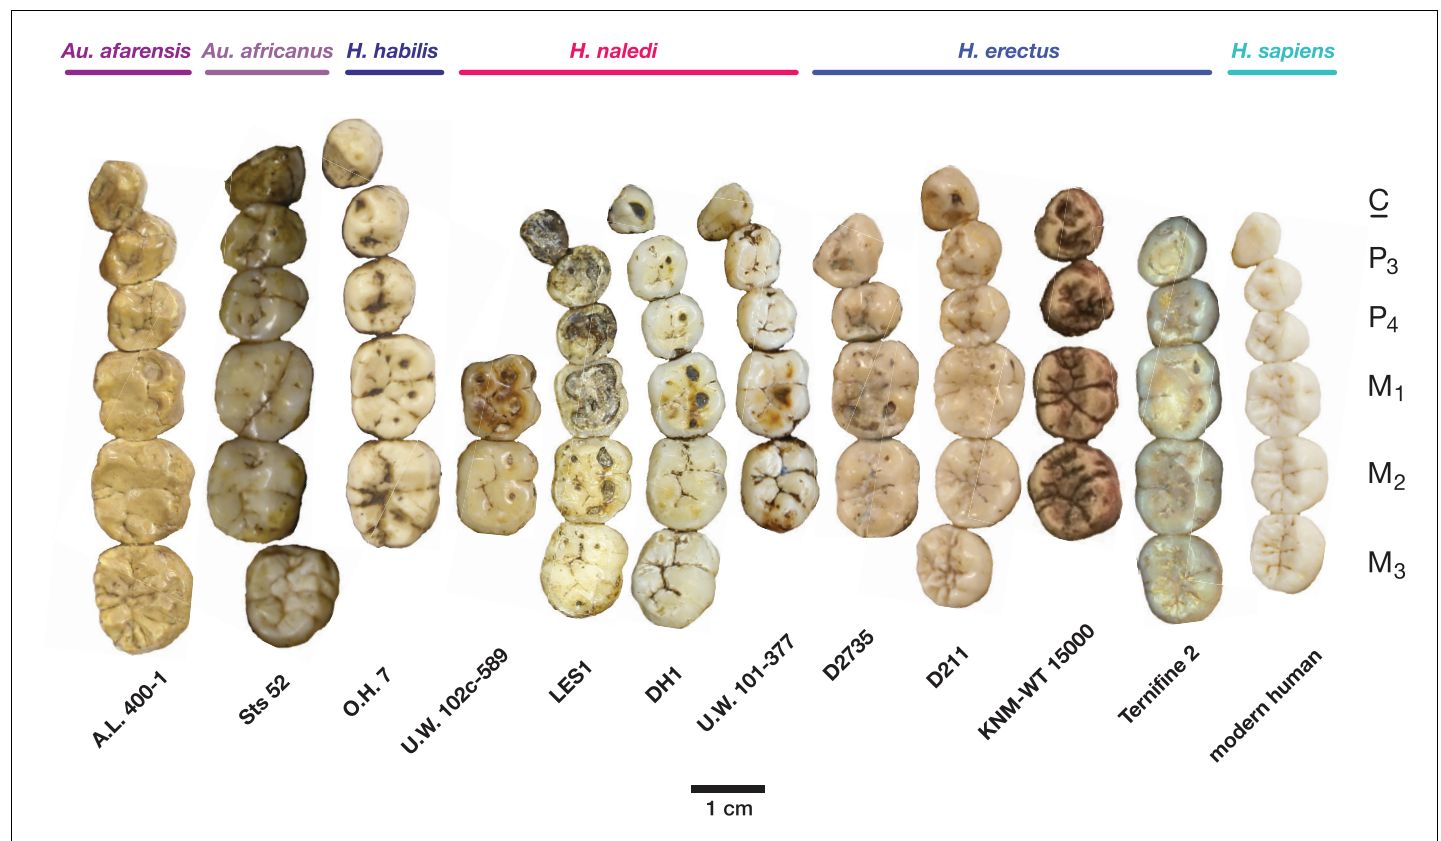 Au. afarensis
Au. africanus
H. habilis
H. naledi
H. erectus
H. sapiens
C
P3
P4
M1
M2
M3
A.L. 400-1
Sts 52
O.H. 7
U.W. 102c-589
LES1
DH1
U.W. 101-377
D2735
D211
KNM-WT 15000
Ternifine 2
modern human
1 cm